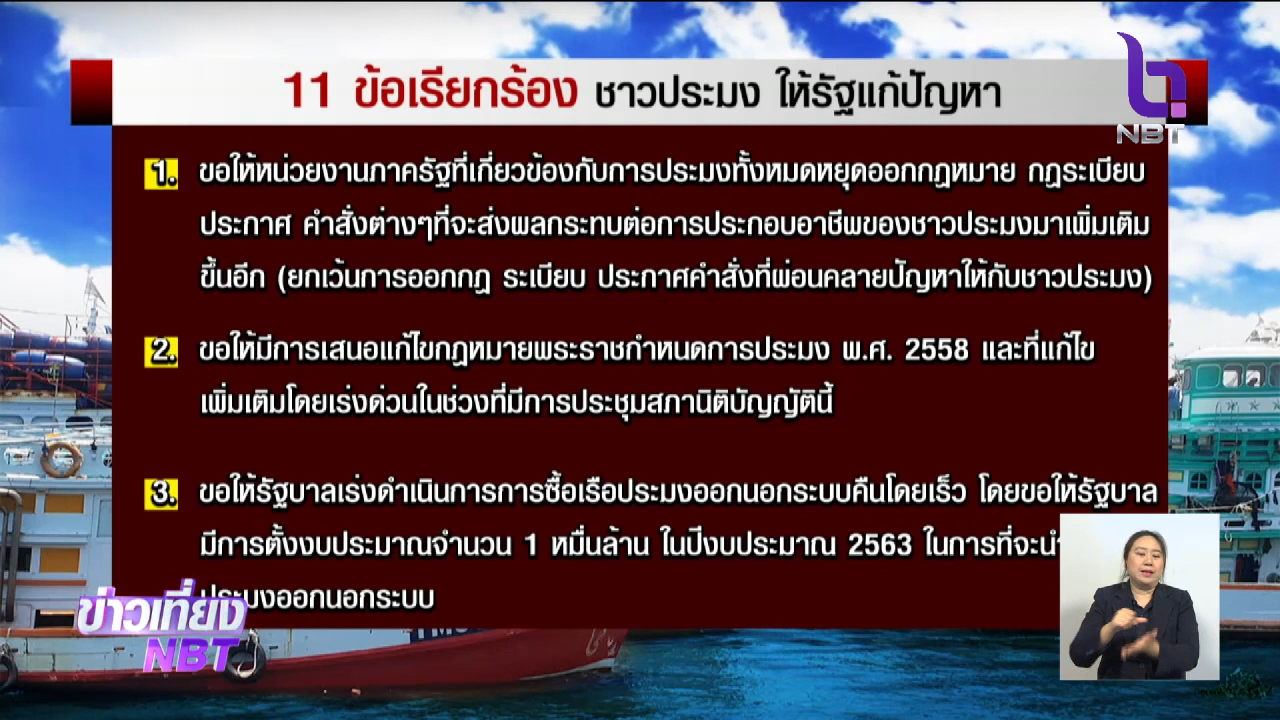 11 ข้อเรียกร้อง ชาวประมง ให้รัฐแก้ปัญหา
NBT
1. ขอให้หน่วยงานภาครัฐที่เกี่ยวข้องกับการประมงทั้งหมดหยุดออกกฎหมาย กฎระเบียบ
ประกาศ คำสั่งต่างๆที่จะส่งผลกระทบต่อการประกอบอาชีพของชาวประมงมาเพิ่มเติม
ขึ้นอีก (ยกเว้นการออกกฎ ระเบียบ ประกาศคำสั่งที่ผ่อนคลายปัญหาให้กับชาวประมง)
2. ขอให้มีการเสนอแก้ไขกฎหมายพระราชกำหนดการประมง พ.ศ. 2558 และที่แก้ไข
เพิ่มเติมโดยเร่งด่วนในช่วงที่มีการประชุมสภานิติบัญญัตินี้
3. ขอให้รัฐบาลเร่งดำเนินการการซื้อเรือประมงออกนอกระบบคืนโดยเร็ว โดยขอให้รัฐบาล
มีการตั้งงบประมาณจำนวน 1 หมื่นล้าน ในปีงบประมาณ 2563 ในการที่จะนำ
ประมงออกนอกระบบ
ข่าวเที่ยง
NBT